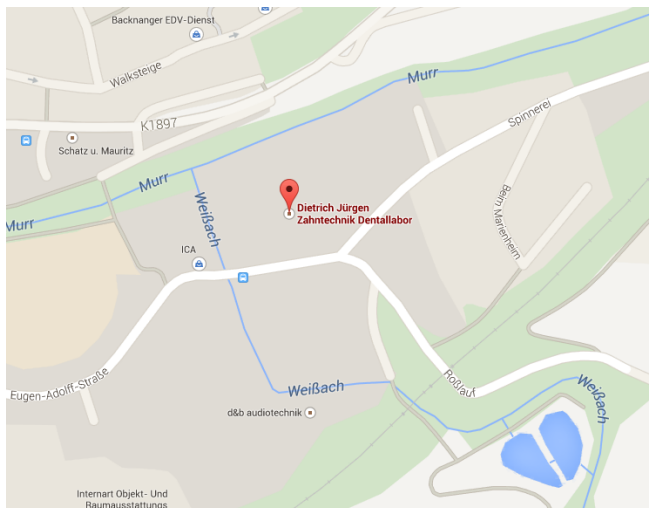 Backnanger EDV-Dienst
Walksteige
Murr
K1897
Spinnerei
Schatz u. Mauritz
Murr
Dietrich Jürgen
Zahntechnik Dentallabor
Beim Marienheim
Murr
Weißach
ICA
Eugen-Adolff-Straße
Roßlauf
Weißach
Weißach
d&b audiotechnik
Internart Objekt- Und
Raumausstattungs